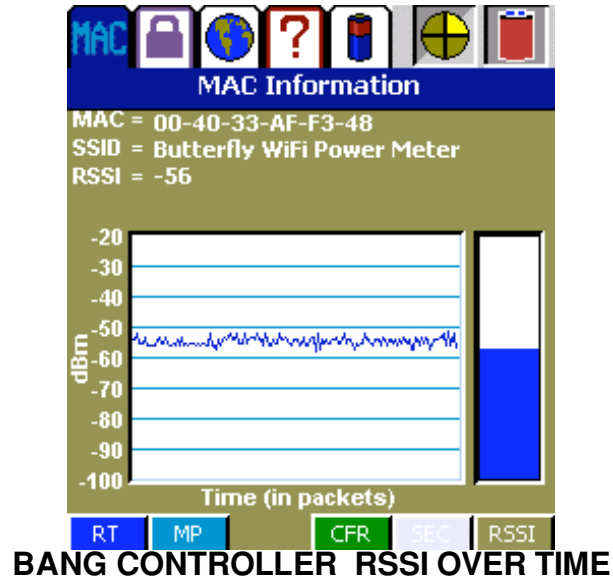 MAC
?
MAC Information
MAC = 00-40-33-AF-F3-48
SSID = Butterfly WiFi Power Meter
RSSI = -56
-20
-30
-40
-50
-60
-70
-80
-90
-100
dBm
Time (in packets)
RT MP CFR SEC RSSI
BANG CONTROLLER RSSI OVER TIME